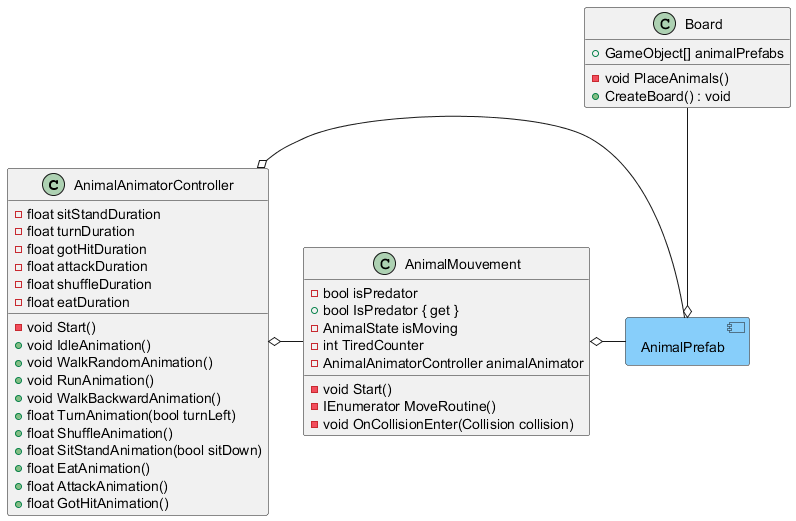 C Board
GameObject[] animalPrefabs
void PlaceAnimals()
CreateBoard() : void
C AnimalAnimatorController
float sitStandDuration
float turnDuration
float gotHitDuration
float attackDuration
float shuffleDuration
float eatDuration
void Start()
void IdleAnimation()
void WalkRandomAnimation()
void RunAnimation()
void WalkBackwardAnimation()
float TurnAnimation(bool turnLeft)
float ShuffleAnimation()
float SitStandAnimation(bool sitDown)
float EatAnimation()
float AttackAnimation()
float GotHitAnimation()
C AnimalMouvement
bool isPredator
bool IsPredator { get }
AnimalState isMoving
int TiredCounter
AnimalAnimatorController animalAnimator
void Start()
IEnumerator MoveRoutine()
void OnCollisionEnter(Collision collision)
AnimalPrefab